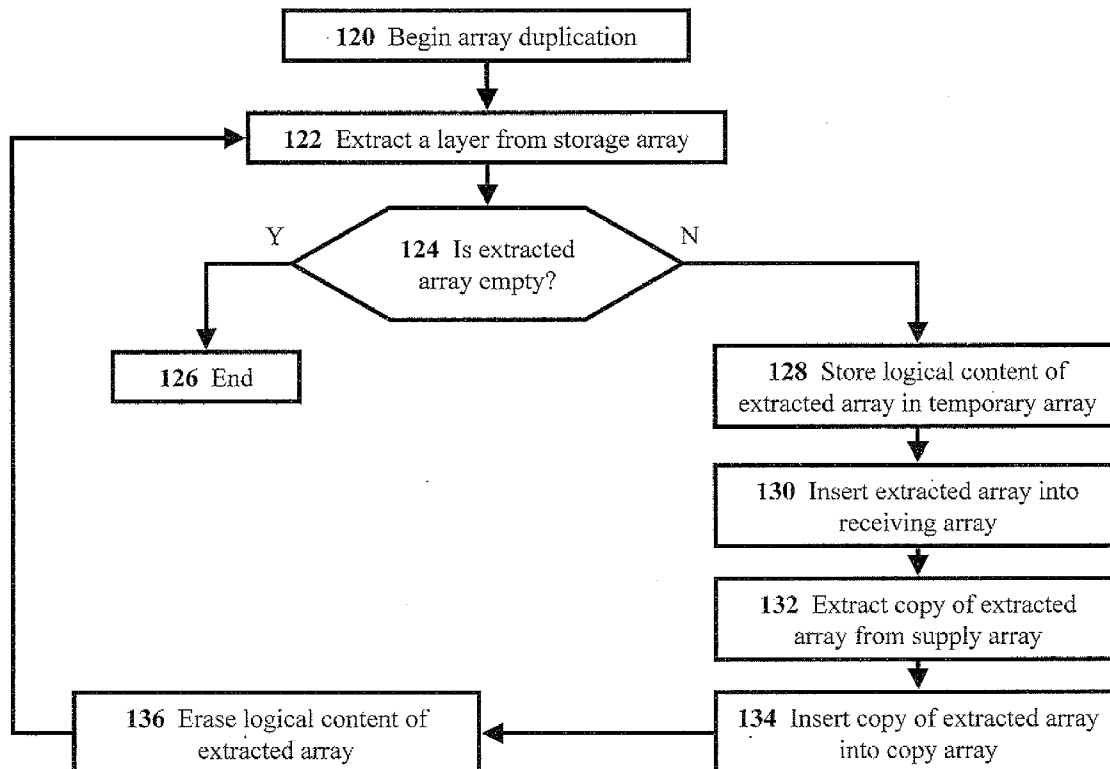 120 Begin array duplication
122 Extract a layer from storage array
Y
N
124 Is extracted
array empty?
126 End
128 Store logical content of
extracted array in temporary array
130 Insert extracted array into
receiving array
132 Extract copy of extracted
array from supply array
136 Erase logical content of
extracted array
134 Insert copy of extracted array
into copy array